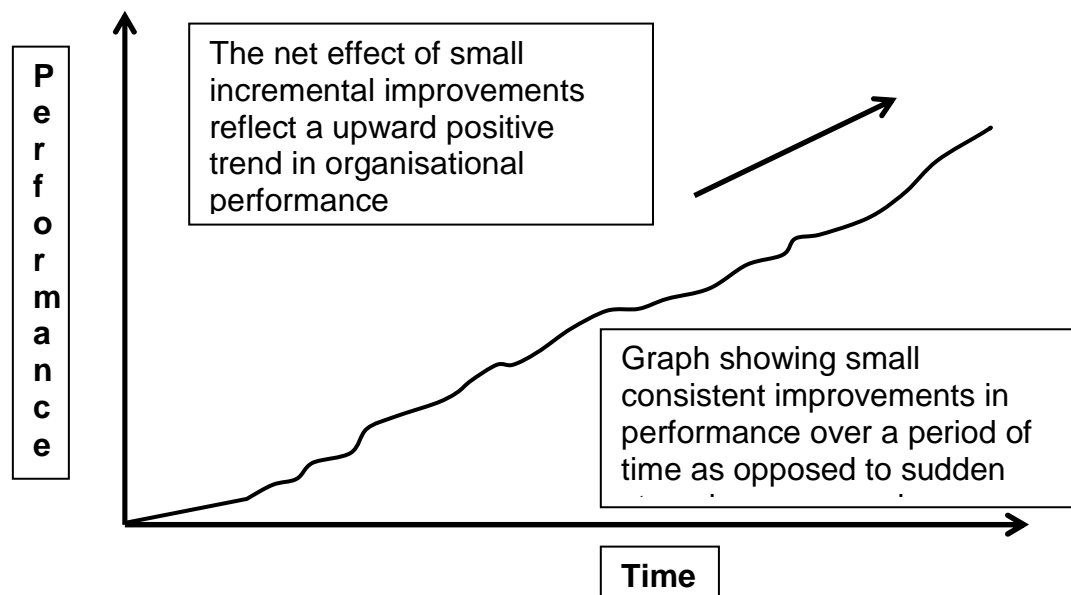 Performance
The net effect of small
incremental improvements
reflect a upward positive
trend in organisational
performance
Graph showing small
consistent improvements in
performance over a period of
time as opposed to sudden
Time